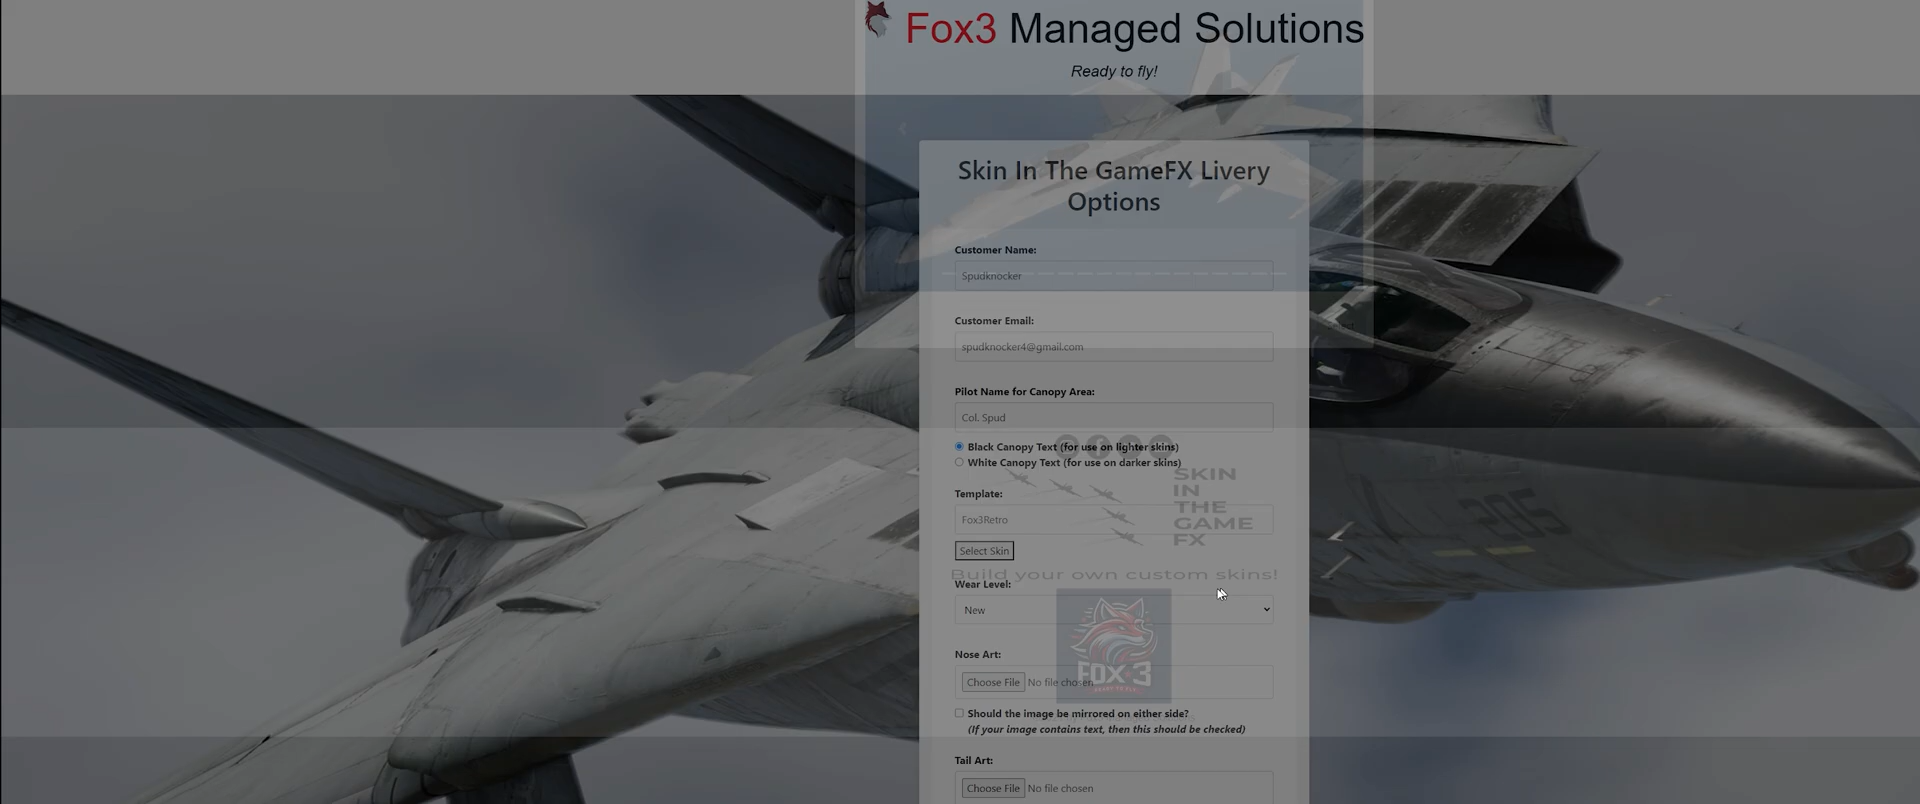 Fox3 Managed Solutions
Ready to fly!
Skin In The GameFX Livery
Options
Customer Name:
Spudknocker
Customer Email:
spudknocker4@gmail.com
Pilot Name for Canopy Area:
Col. Spud
Black Canopy Text (for use on lighter skins)
White Canopy Text (for use on darker skins)
SKIN
IN
THE
GAME
FX
Template:
Fox3Retro
Select Skin
Build your own custom skins!
Wear Level:
New
FOX 3
READY TO FLY
Nose Art:
Choose File No file chosen
Should the image be mirrored on either side?
(If your image contains text, then this should be checked)
Tail Art:
Choose File No file chosen
205